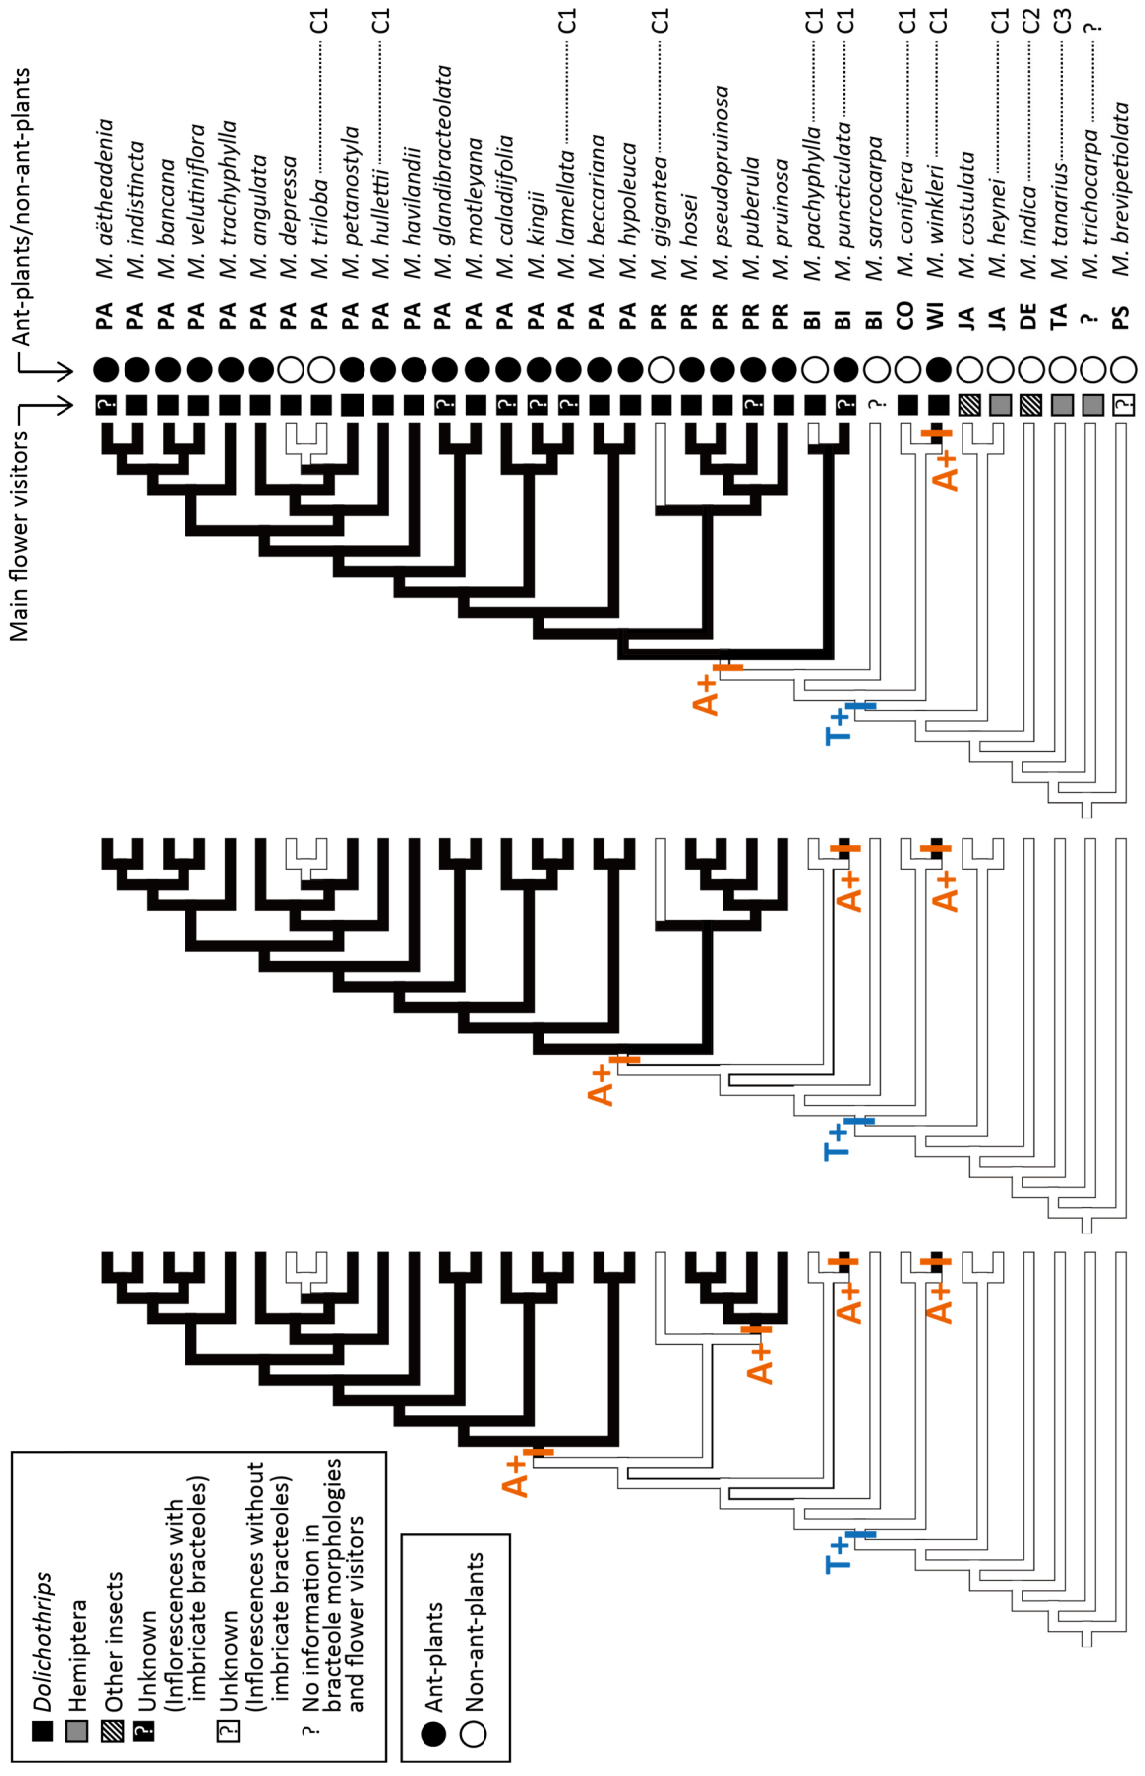 Main flower visitors
Ant-plants/non-ant-plants
? PA M. aëtheadenia
PA M. indistincta
PA M. bancana
PA M. velutiniflora
PA M. trachyphylla
PA M. angulata
PA M. depressa
PA M. triloba C1
PA M. petanostyla
PA M. hullettii C1
PA M. havilandii
? PA M. glandibracteolata
PA M. motleyana
? PA M. caladiifolia
? PA M. kingii
? PA M. lamellata C1
PA M. beccariana
PA M. hypoleuca
PR M. gigantea C1
PR M. hosei
PR M. pseudopruinosa
? PR M. puberula
PR M. pruinosa
BI M. pachyphylla C1
? BI M. puncticulata C1
? BI M. sarcocarpa
CO M. conifera C1
WI M. winkleri C1
JA M. costulata
JA M. heynei C1
DE M. indica C2
TA M. tanarius C3
? M. trichocarpa ?
? PS M. brevipetiolata
A+
T+
A+
A+
T+
A+
A+
A+
T+
A+
A+
A+
Dolichothrips
Hemiptera
Other insects
? Unknown
(Inflorescences with
imbricate bracteoles)
? Unknown
(Inflorescences without
imbricate bracteoles)
? No information in
bracteole morphologies
and flower visitors
Ant-plants
Non-ant-plants